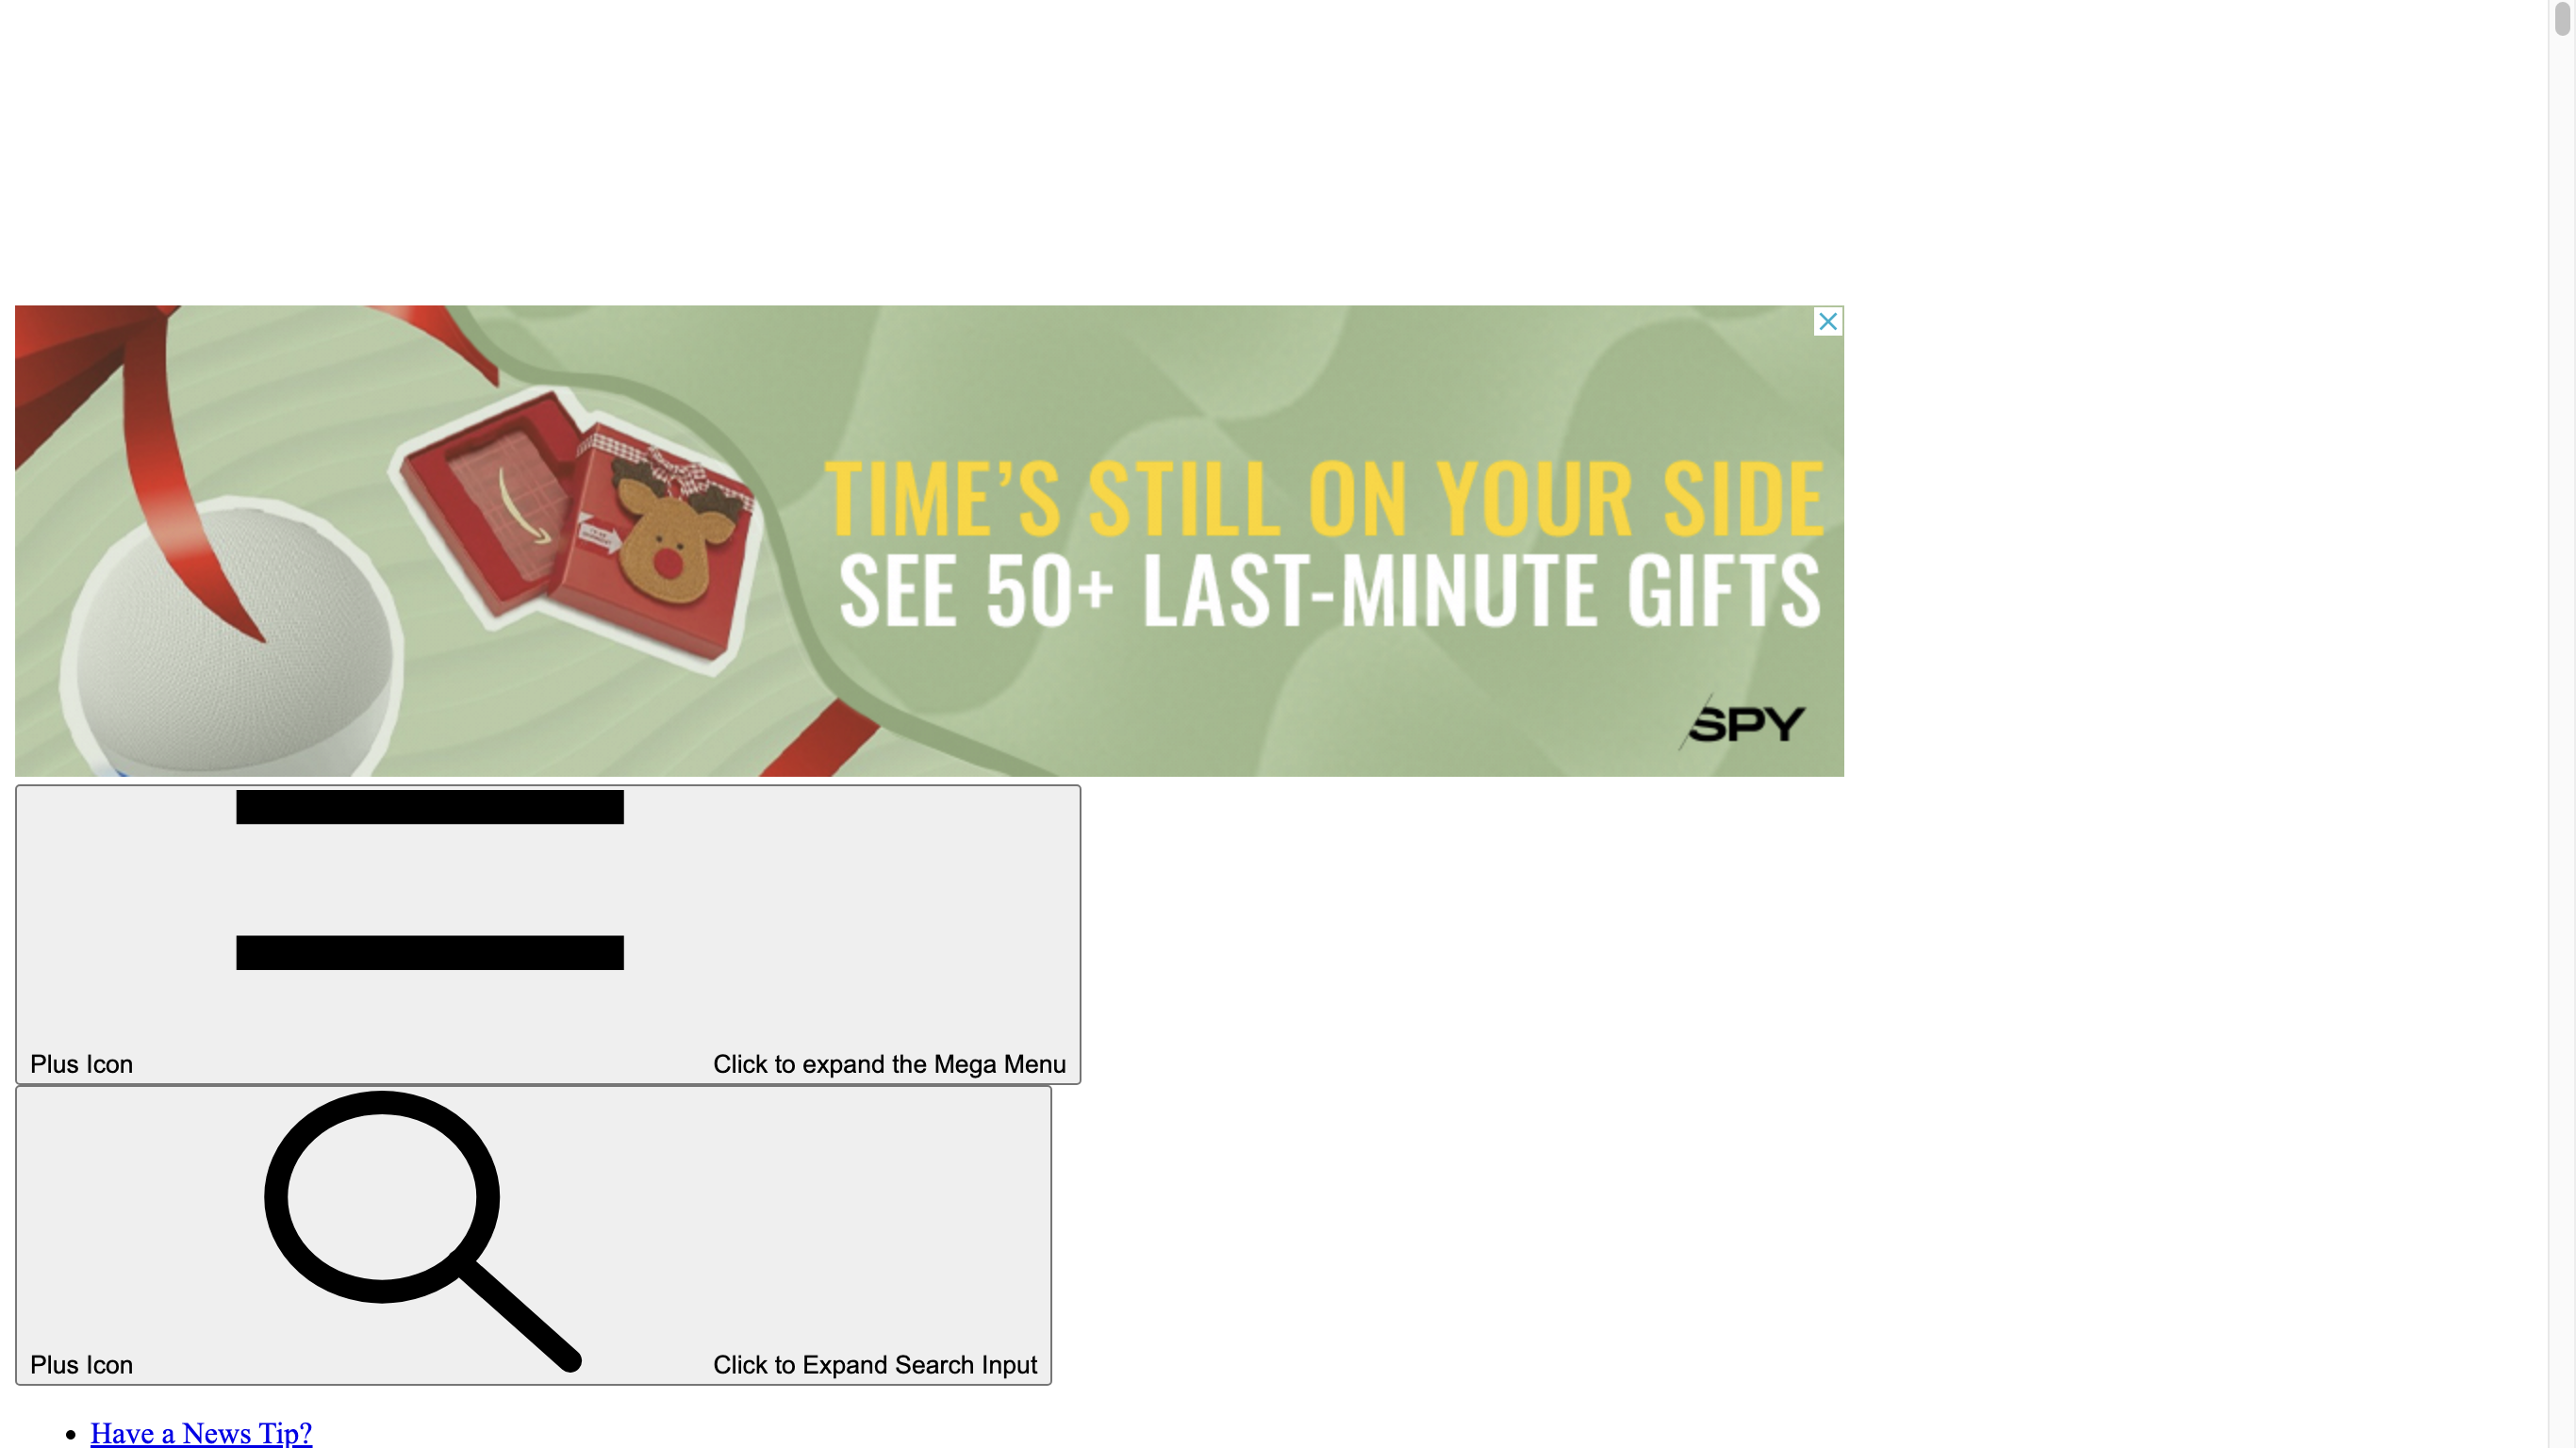 TIME'S STILL ON YOUR SIDE
SEE 50+ LAST-MINUTE GIFTS
SPY
Plus Icon Click to expand the Mega Menu
Plus Icon Click to Expand Search Input
Have a News Tip?